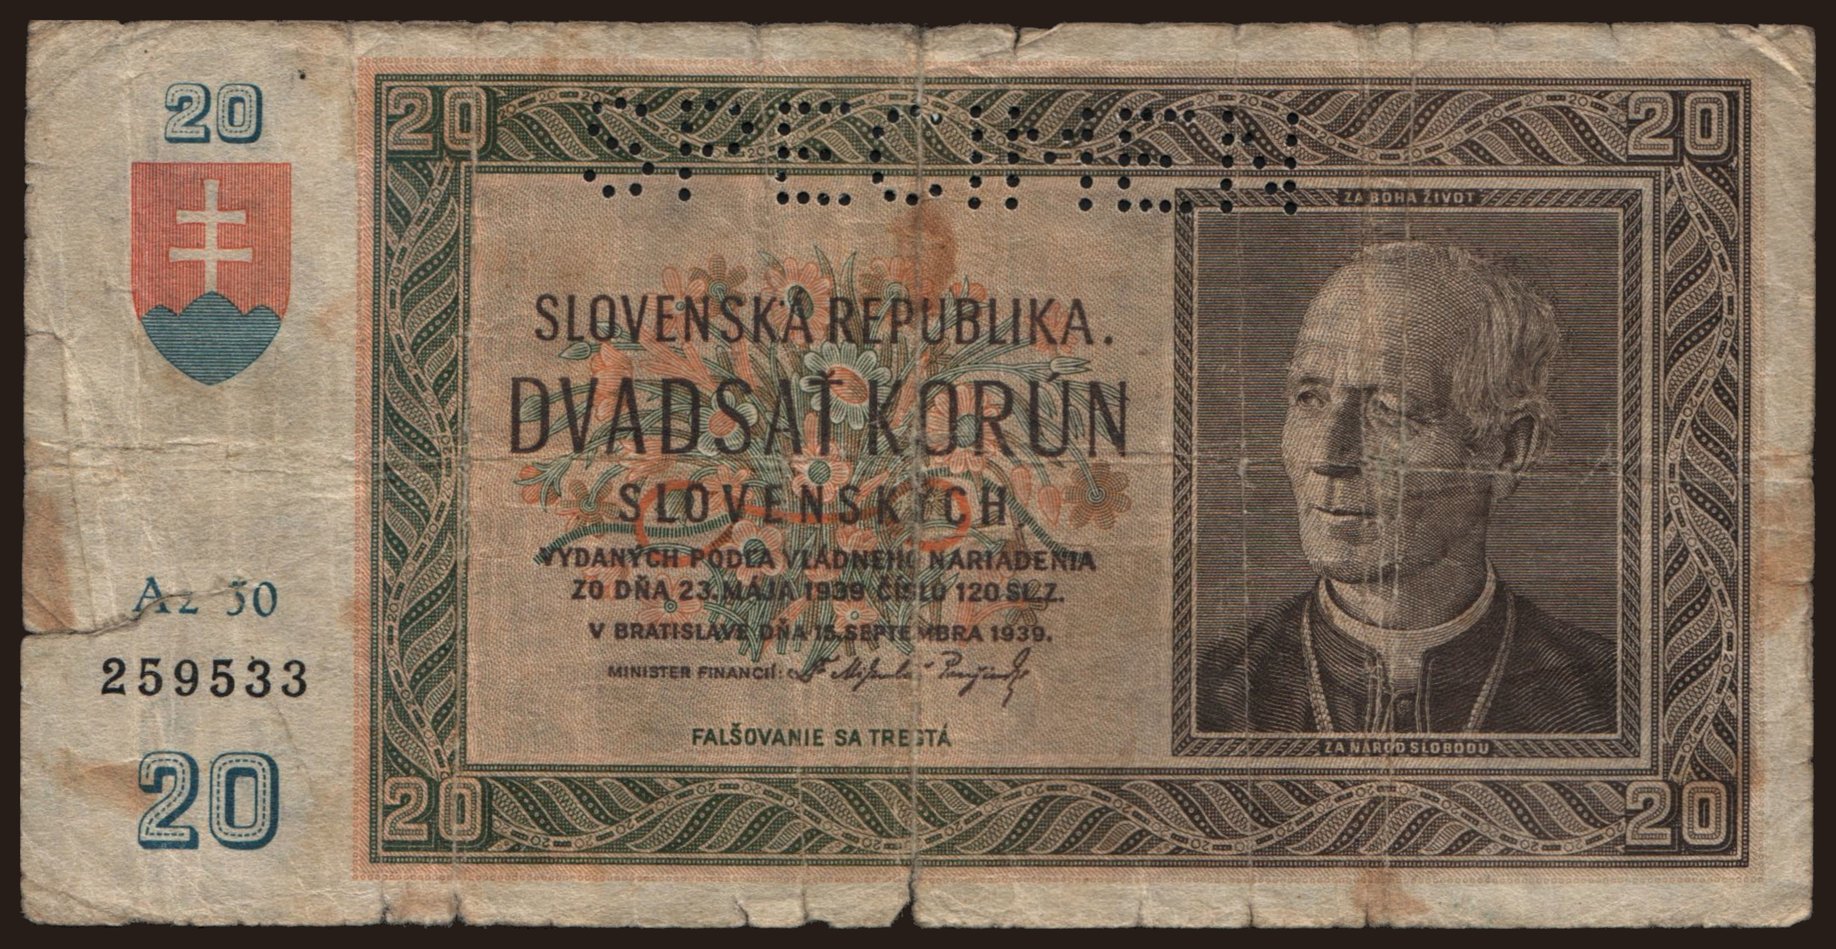 SPECIMEN
20
20
20
ZA BOHA ŽIVOT
SLOVENSKÁ REPUBLIKA.
DVADSAŤ KORÚN
SLOVENSKÝCH,
VYDANÝCH PODĽA VLÁDNEHO NARIADENIA
ZO DŇA 23. MÁJA 1939 ČÍSLO 120 SL. Z.
V BRATISLAVE DŇA 15. SEPTEMBRA 1939.
MINISTER FINANCIÍ:
FALŠOVANIE SA TRESTÁ
ZA NÁROD SLOBODU
Az 30
259533
20
20
20